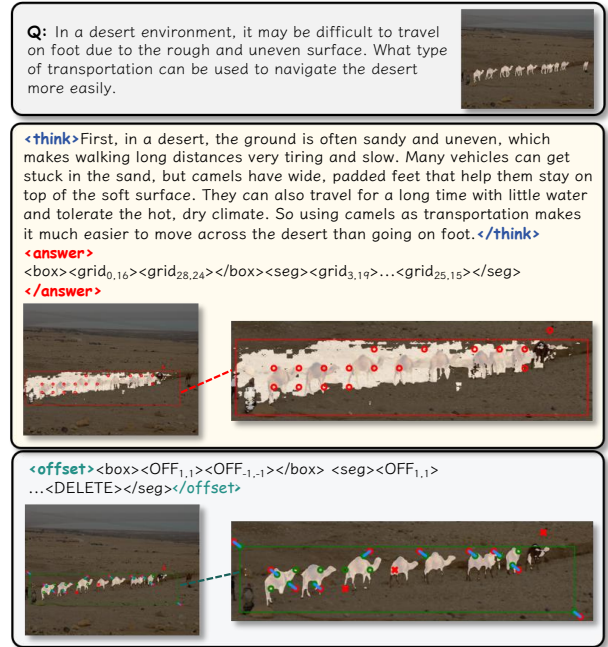 Q: In a desert environment, it may be difficult to travel
on foot due to the rough and uneven surface. What type
of transportation can be used to navigate the desert
more easily.
<think>First, in a desert, the ground is often sandy and uneven, which
makes walking long distances very tiring and slow. Many vehicles can get
stuck in the sand, but camels have wide, padded feet that help them stay on
top of the soft surface. They can also travel for a long time with little water
and tolerate the hot, dry climate. So using camels as transportation makes
it much easier to move across the desert than going on foot.</think>
<answer>
<box><grid0,16><grid28,24></box><seg><grid3,19>...<grid25,15></seg>
</answer>
<offset><box><OFF1,1><OFF-1,-1></box> <seg><OFF1,1>
...<DELETE></seg></offset>